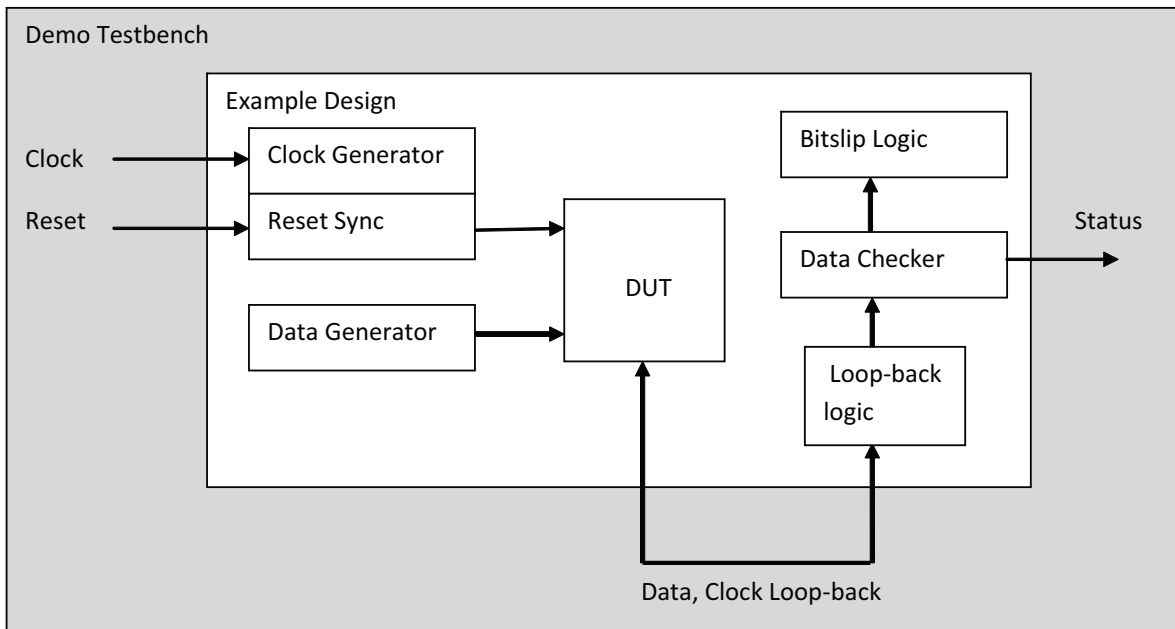 Demo Testbench
Example Design
Clock
Clock Generator
Reset
Reset Sync
DUT
Data Generator
Bitslip Logic
Data Checker
Status
Loop-back
logic
Data, Clock Loop-back